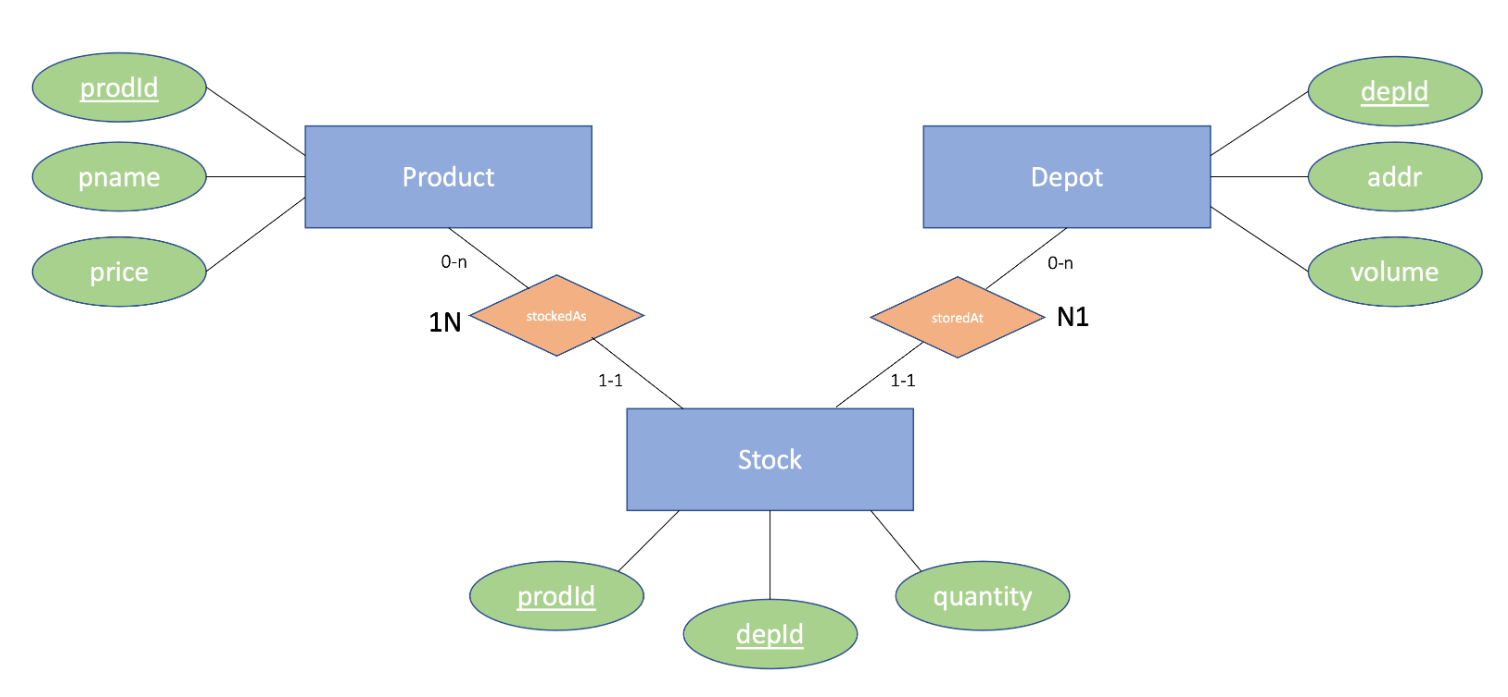 prodId
depId
pname
Product
Depot
addr
price
0-n
0-n
volume
1N
stockedAs
storedAt
N1
1-1
1-1
Stock
prodId
depId
quantity